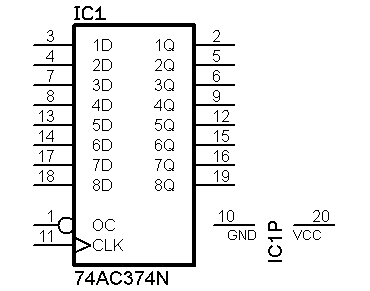 IC1
3 1D 1Q 2
4 2D 2Q 5
7 3D 3Q 6
8 4D 4Q 9
13 5D 5Q 12
14 6D 6Q 15
17 7D 7Q 16
18 8D 8Q 19
1 OC
11 CLK
74AC374N
10 GND
IC1P
20 VCC